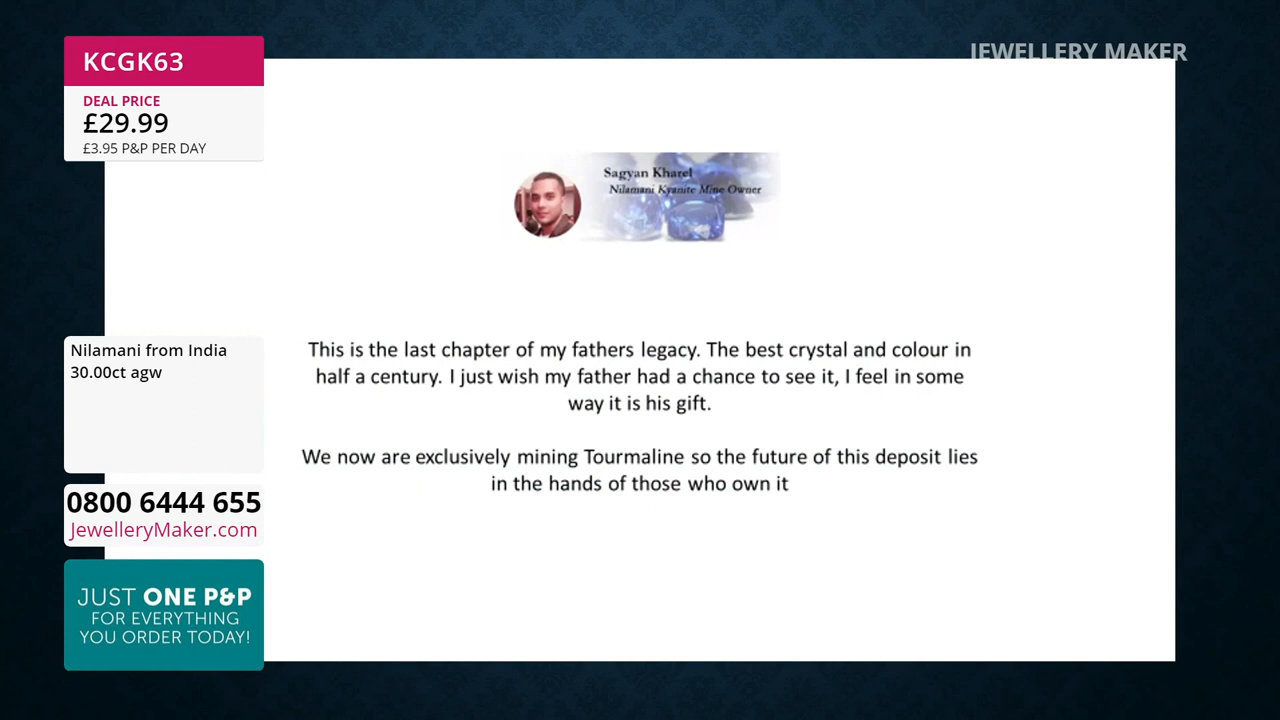 KCGK63
DEAL PRICE
£29.99
£3.95 P&P PER DAY
JEWELLERY MAKER
Sagyan Kharel
Nilamani Kyanite Mine Owner
This is the last chapter of my fathers legacy. The best crystal and colour in
half a century. I just wish my father had a chance to see it, I feel in some
way it is his gift.
We now are exclusively mining Tourmaline so the future of this deposit lies
in the hands of those who own it
Nilamani from India
30.00ct agw
0800 6444 655
JewelleryMaker.com
JUST ONE P&P
FOR EVERYTHING
YOU ORDER TODAY!